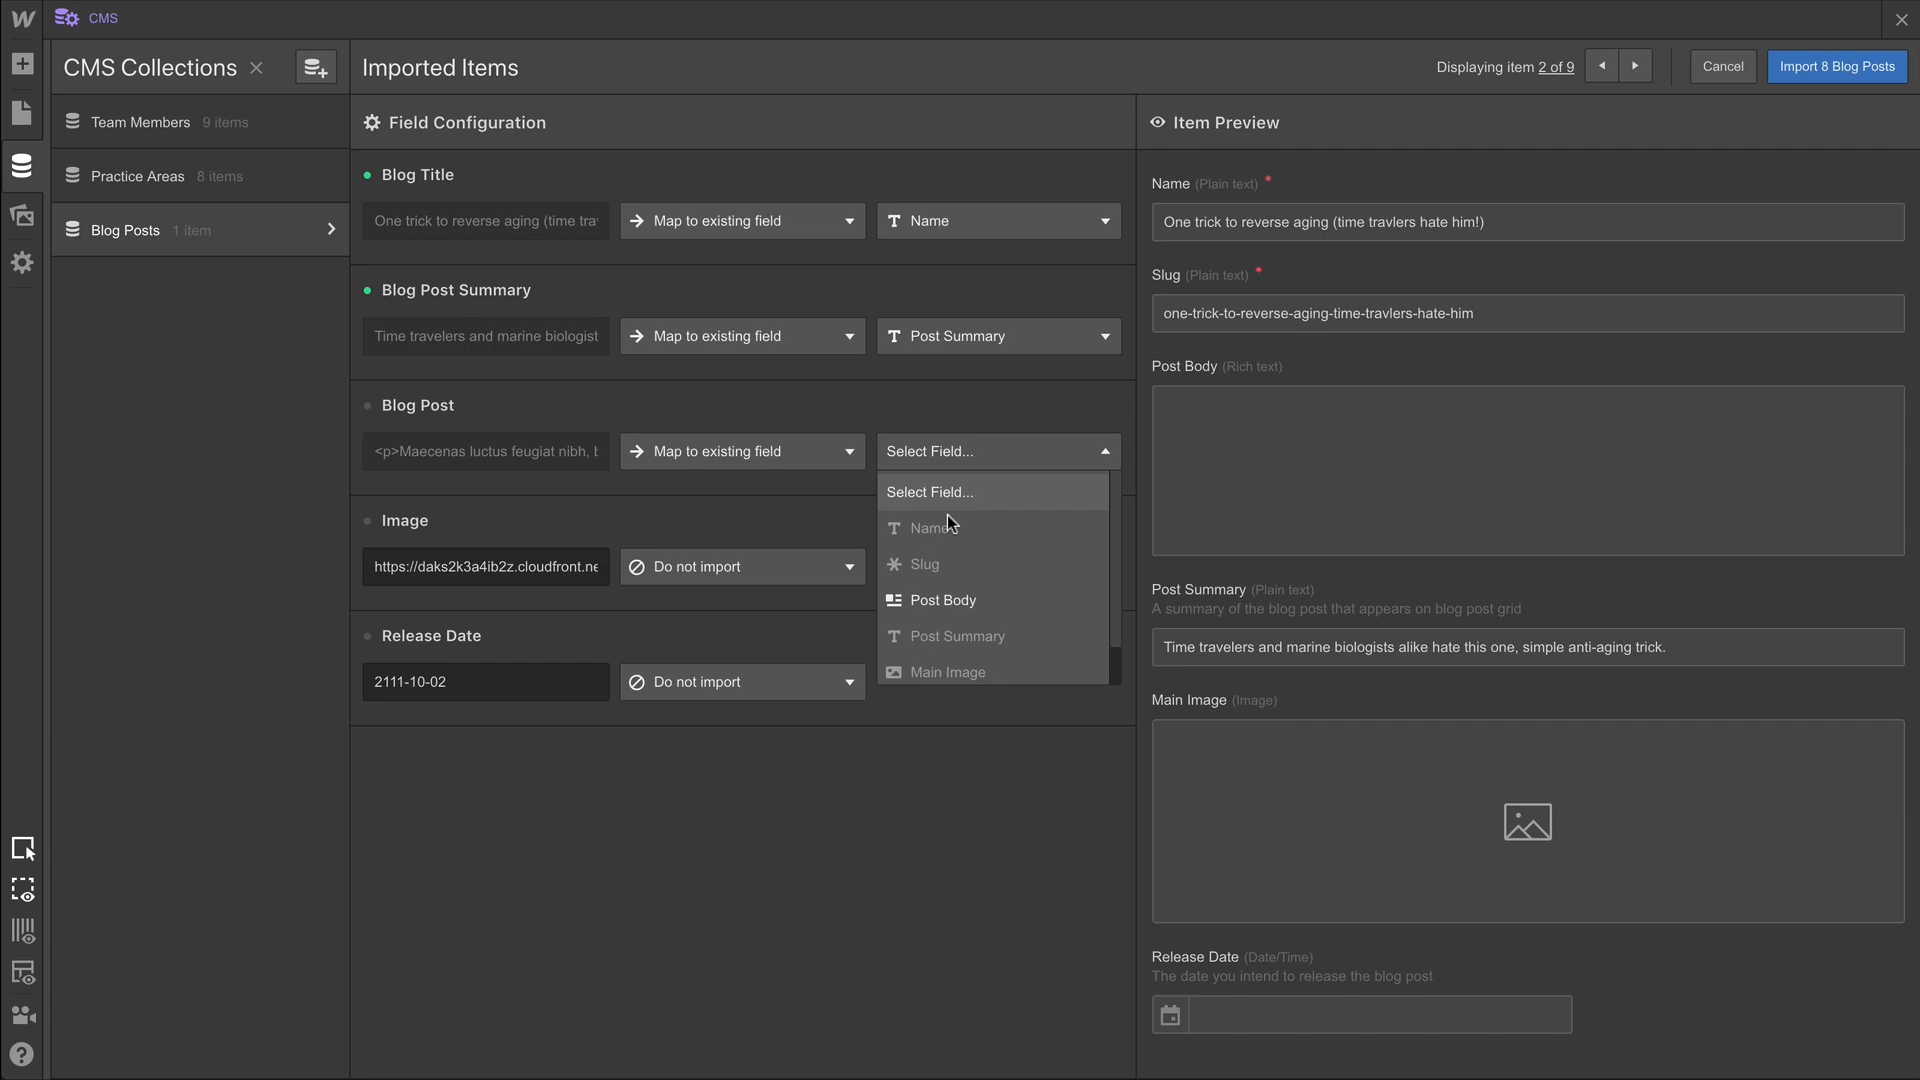 CMS
CMS Collections
Imported Items
Displaying item 2 of 9
Cancel
Import 8 Blog Posts
Team Members 9 items
Practice Areas 8 items
Blog Posts 1 item
Field Configuration
Blog Title
One trick to reverse aging (time tra
Map to existing field
Name
Blog Post Summary
Time travelers and marine biologist
Map to existing field
Post Summary
Blog Post
<p>Maecenas luctus feugiat nibh, t
Map to existing field
Select Field...
Select Field...
Name
Slug
Post Body
Post Summary
Main Image
Image
https://daks2k3a4ib2z.cloudfront.ne
Do not import
Release Date
2111-10-02
Do not import
Item Preview
Name (Plain text) *
One trick to reverse aging (time travlers hate him!)
Slug (Plain text) *
one-trick-to-reverse-aging-time-travlers-hate-him
Post Body (Rich text)
Post Summary (Plain text)
A summary of the blog post that appears on blog post grid
Time travelers and marine biologists alike hate this one, simple anti-aging trick.
Main Image (Image)
Release Date (Date/Time)
The date you intend to release the blog post